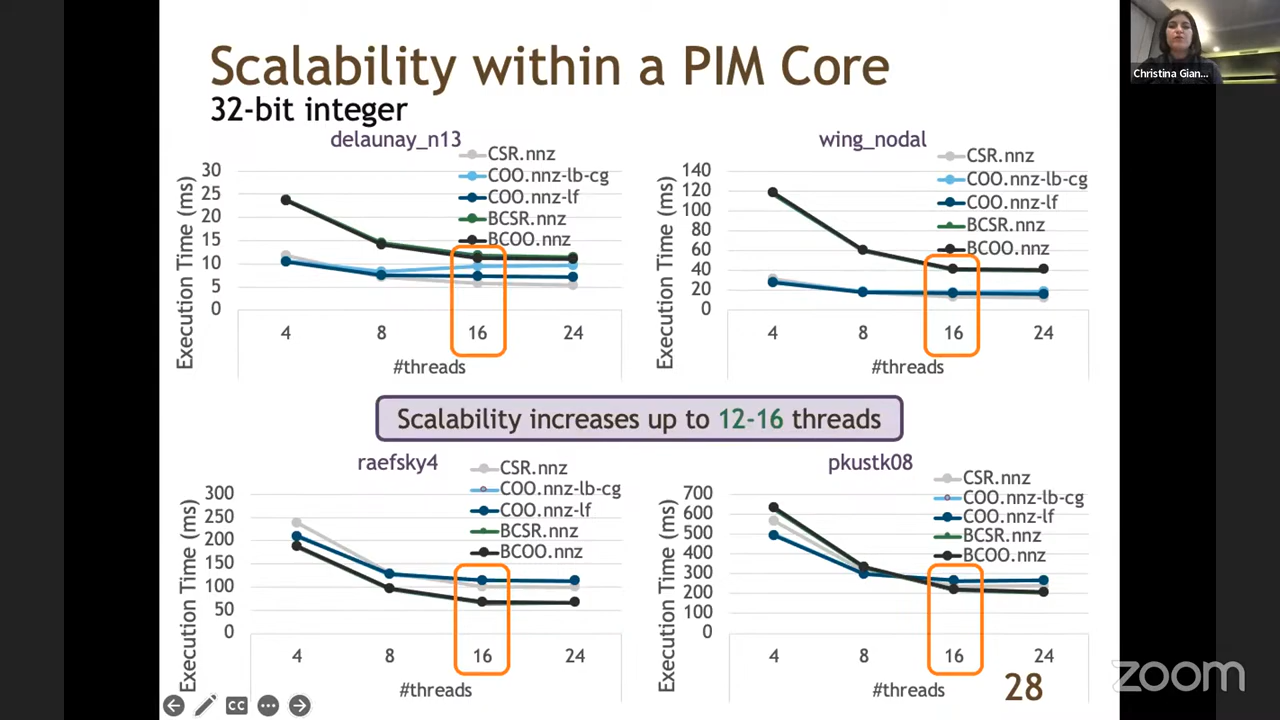 Scalability within a PIM Core
32-bit integer
Christina Gian...
delaunay_n13
CSR.nnz
COO.nnz-lb-cg
COO.nnz-lf
BCSR.nnz
BCOO.nnz
Execution Time (ms)
30
25
20
15
10
5
0
4 8 16 24
#threads
wing_nodal
CSR.nnz
COO.nnz-lb-cg
COO.nnz-lf
BCSR.nnz
BCOO.nnz
Execution Time (ms)
140
120
100
80
60
40
20
0
4 8 16 24
#threads
Scalability increases up to 12-16 threads
raefsky4
CSR.nnz
COO.nnz-lb-cg
COO.nnz-lf
BCSR.nnz
BCOO.nnz
Execution Time (ms)
300
250
200
150
100
50
0
4 8 16 24
#threads
pkustk08
CSR.nnz
COO.nnz-lb-cg
COO.nnz-lf
BCSR.nnz
BCOO.nnz
Execution Time (ms)
700
600
500
400
300
200
100
0
4 8 16 24
#threads
28
zoom
CC